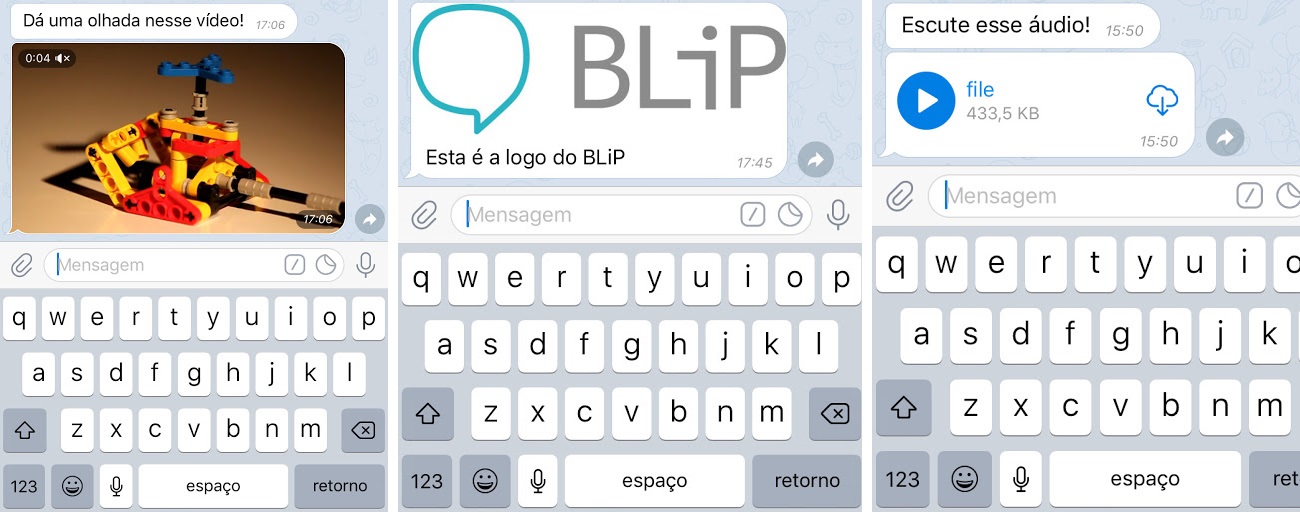 Dá uma olhada nesse vídeo! 17:06
0:04
17:06
Mensagem
q w e r t y u i o p
a s d f g h j k l
z x c v b n m
123 espaço retorno
BLiP
Esta é a logo do BLiP 17:45
Mensagem
q w e r t y u i o p
a s d f g h j k l
z x c v b n m
123 espaço retorno
Escute esse áudio! 15:50
file
433,5 KB
15:50
Mensagem
q w e r t y u i o
a s d f g h j k
z x c v b n m
123 espaço ret